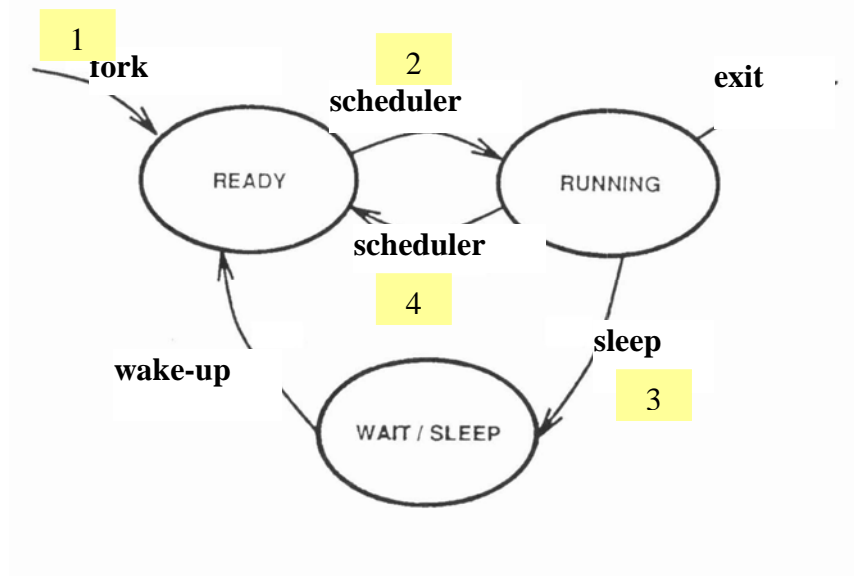 1
fork
2
scheduler
exit
READY
RUNNING
scheduler
4
sleep
wake-up
3
WAIT / SLEEP